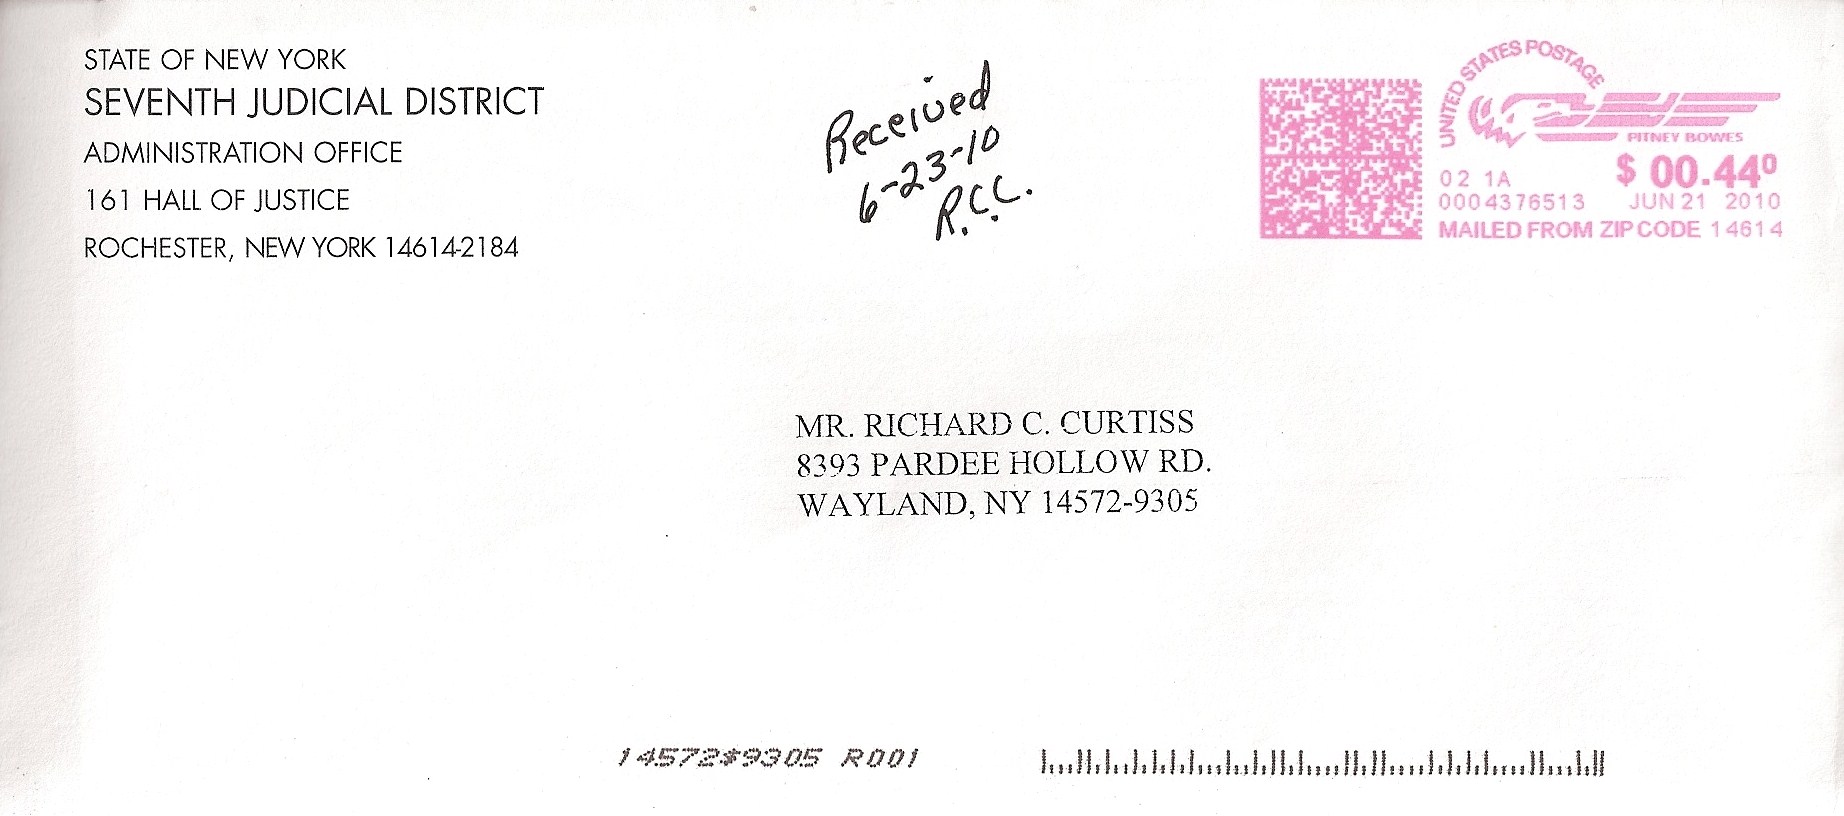 STATE OF NEW YORK
SEVENTH JUDICIAL DISTRICT
ADMINISTRATION OFFICE
161 HALL OF JUSTICE
ROCHESTER, NEW YORK 14614-2184
Received
6-23-10
R.C.C.
UNITED STATES POSTAGE
PITNEY BOWES
02 1A $ 00.44⁰
0004376513 JUN 21 2010
MAILED FROM ZIP CODE 14614
MR. RICHARD C. CURTISS
8393 PARDEE HOLLOW RD.
WAYLAND, NY 14572-9305
14572*9305 R001